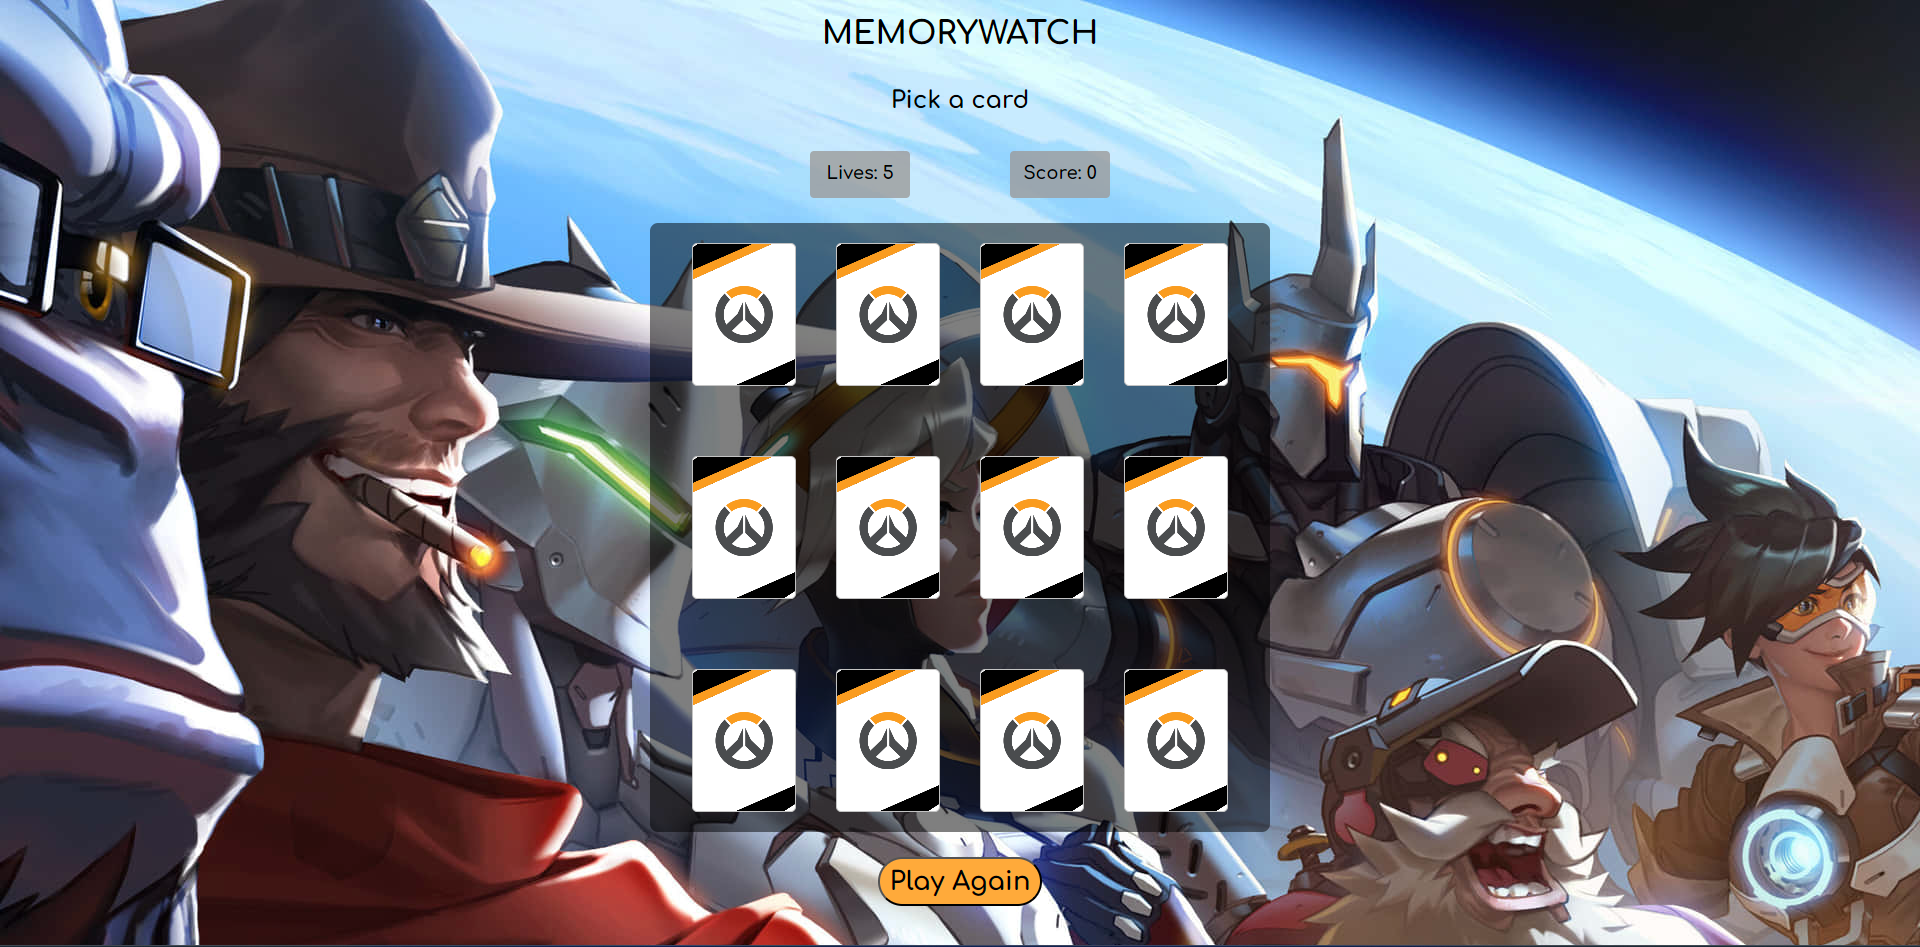 MEMORYWATCH
Pick a card
Lives: 5
Score: 0
Play Again